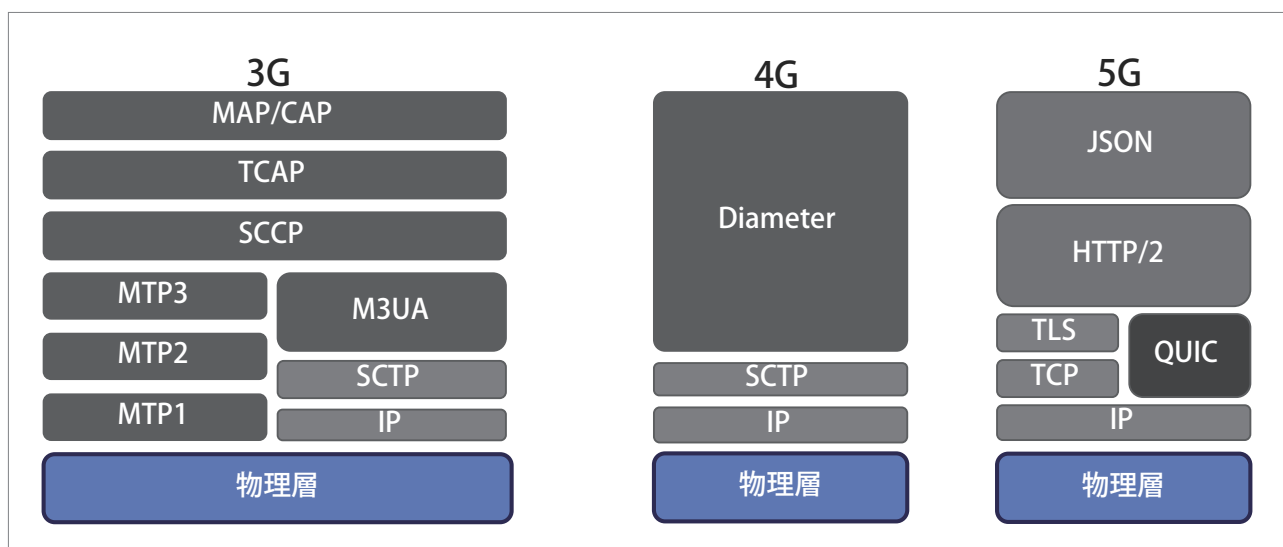 3G
MAP/CAP
TCAP
SCCP
MTP3
MTP2
MTP1
M3UA
SCTP
IP
物理層
4G
Diameter
SCTP
IP
物理層
5G
JSON
HTTP/2
TLS
TCP
QUIC
IP
物理層